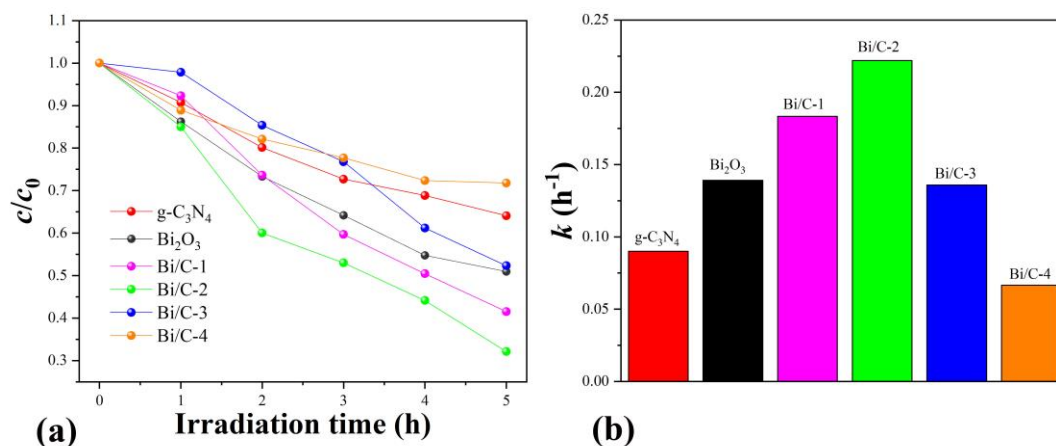 1.1
1.0
0.9
0.8
0.7
0.6
0.5
0.4
0.3
c/c₀
g-C₃N₄
Bi₂O₃
Bi/C-1
Bi/C-2
Bi/C-3
Bi/C-4
0 1 2 3 4 5
(a) Irradiation time (h)
0.25
0.20
0.15
0.10
0.05
0.00
k (h⁻¹)
g-C₃N₄
Bi₂O₃
Bi/C-1
Bi/C-2
Bi/C-3
Bi/C-4
(b)